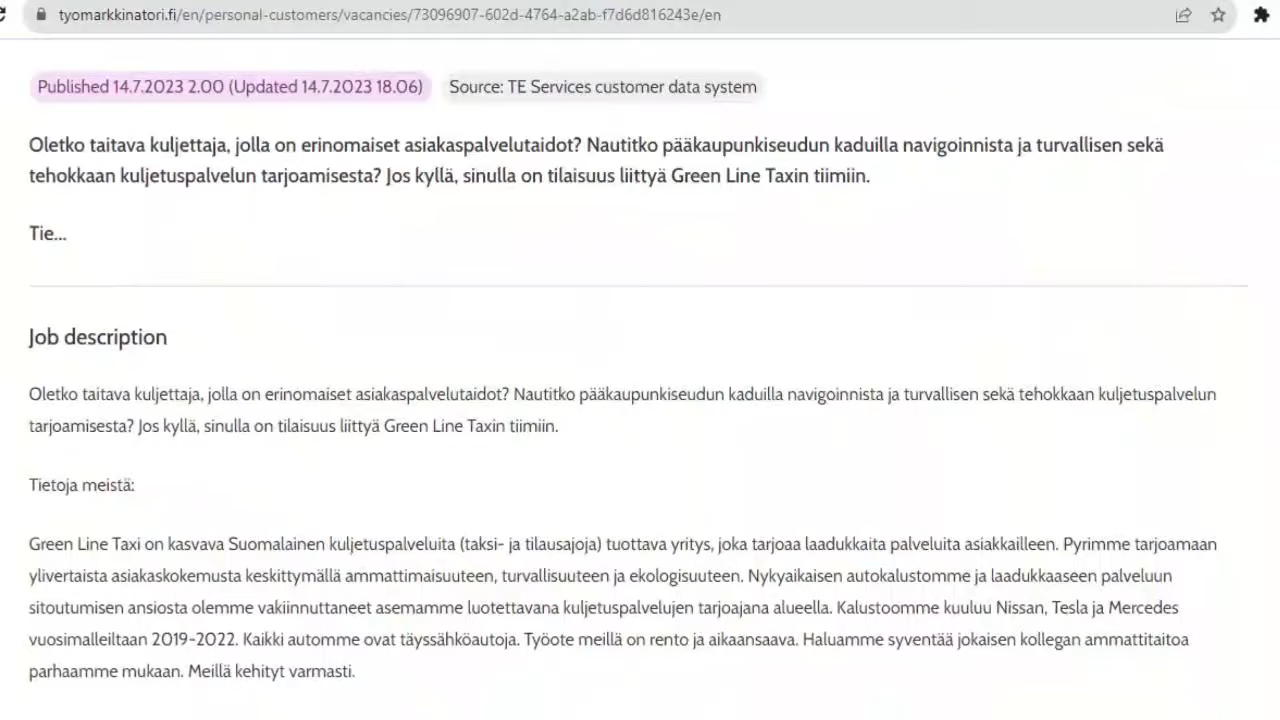 tyomarkkinatori.fi/en/personal-customers/vacancies/73096907-602d-4764-a2ab-f7d6d816243e/en
Published 14.7.2023 2.00 (Updated 14.7.2023 18.06) Source: TE Services customer data system
Oletko taitava kuljettaja, jolla on erinomaiset asiakaspalvelutaidot? Nautitko pääkaupunkiseudun kaduilla navigoinnista ja turvallisen sekä
tehokkaan kuljetuspalvelun tarjoamisesta? Jos kyllä, sinulla on tilaisuus liittyä Green Line Taxin tiimiin.
Tie...
Job description
Oletko taitava kuljettaja, jolla on erinomaiset asiakaspalvelutaidot? Nautitko pääkaupunkiseudun kaduilla navigoinnista ja turvallisen sekä tehokkaan kuljetuspalvelun
tarjoamisesta? Jos kyllä, sinulla on tilaisuus liittyä Green Line Taxin tiimiin.
Tietoja meistä:
Green Line Taxi on kasvava Suomalainen kuljetuspalveluita (taksi- ja tilausajoja) tuottava yritys, joka tarjoaa laadukkaita palveluita asiakkailleen. Pyrimme tarjoamaan
ylivertaista asiakaskokemusta keskittymällä ammattimaisuuteen, turvallisuuteen ja ekologisuuteen. Nykyaikaisen autokalustomme ja laadukkaaseen palveluun
sitoutumisen ansiosta olemme vakiinnuttaneet asemamme luotettavana kuljetuspalvelujen tarjoajana alueella. Kalustoomme kuuluu Nissan, Tesla ja Mercedes
vuosimalleiltaan 2019-2022. Kaikki automme ovat täyssähköautoja. Työote meillä on rento ja aikaansaava. Haluamme syventää jokaisen kollegan ammattitaitoa
parhaamme mukaan. Meillä kehityt varmasti.